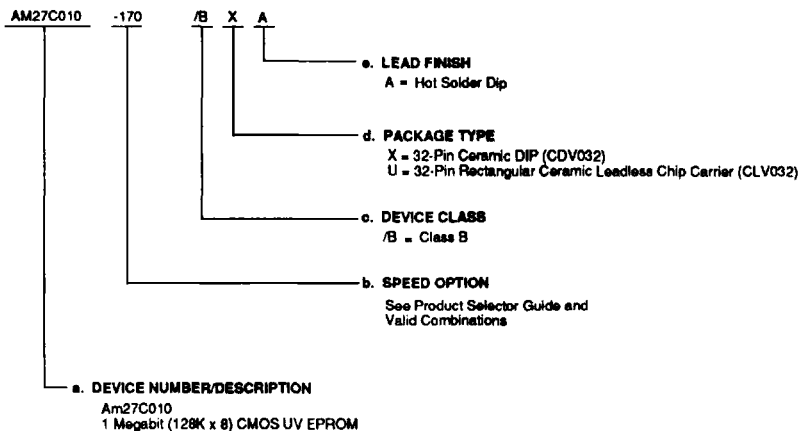 AM27C010 -170 /B X A
e. LEAD FINISH
A = Hot Solder Dip
d. PACKAGE TYPE
X = 32-Pin Ceramic DIP (CDV032)
U = 32-Pin Rectangular Ceramic Leadless Chip Carrier (CLV032)
c. DEVICE CLASS
/B = Class B
b. SPEED OPTION
See Product Selector Guide and
Valid Combinations
a. DEVICE NUMBER/DESCRIPTION
Am27C010
1 Megabit (128K x 8) CMOS UV EPROM